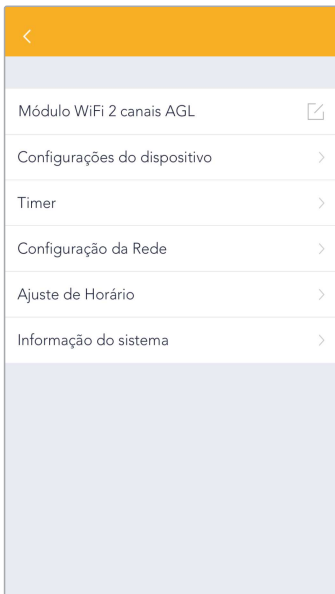 Módulo WiFi 2 canais AGL
Configurações do dispositivo
Timer
Configuração da Rede
Ajuste de Horário
Informação do sistema